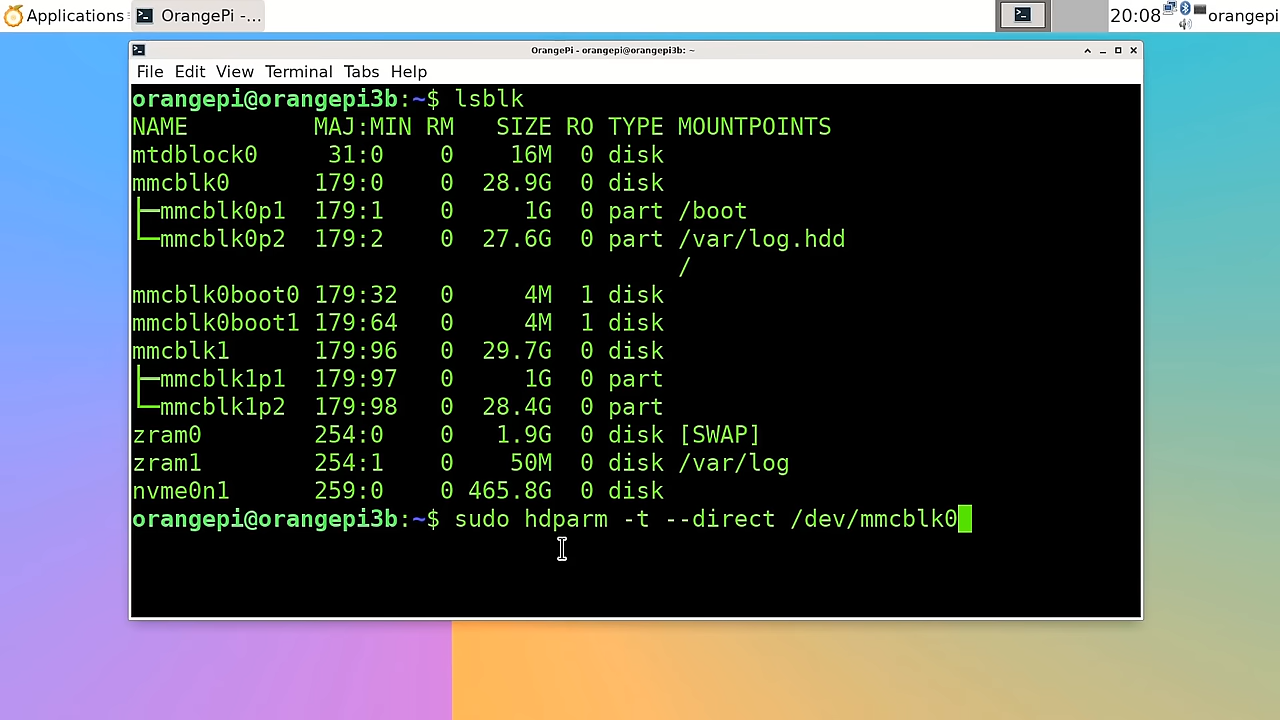 Applications
OrangePi -...
20:08
orangepi
OrangePi - orangepi@orangepi3b: ~
File Edit View Terminal Tabs Help
orangepi@orangepi3b:~$ lsblk
NAME         MAJ:MIN RM   SIZE RO TYPE MOUNTPOINTS
mtdblock0     31:0    0    16M  0 disk
mmcblk0      179:0    0  28.9G  0 disk
├─mmcblk0p1  179:1    0     1G  0 part /boot
└─mmcblk0p2  179:2    0  27.6G  0 part /var/log.hdd
                                       /
mmcblk0boot0 179:32   0     4M  1 disk
mmcblk0boot1 179:64   0     4M  1 disk
mmcblk1      179:96   0  29.7G  0 disk
├─mmcblk1p1  179:97   0     1G  0 part
└─mmcblk1p2  179:98   0  28.4G  0 part
zram0        254:0    0   1.9G  0 disk [SWAP]
zram1        254:1    0    50M  0 disk /var/log
nvme0n1      259:0    0 465.8G  0 disk
orangepi@orangepi3b:~$ sudo hdparm -t --direct /dev/mmcblk0